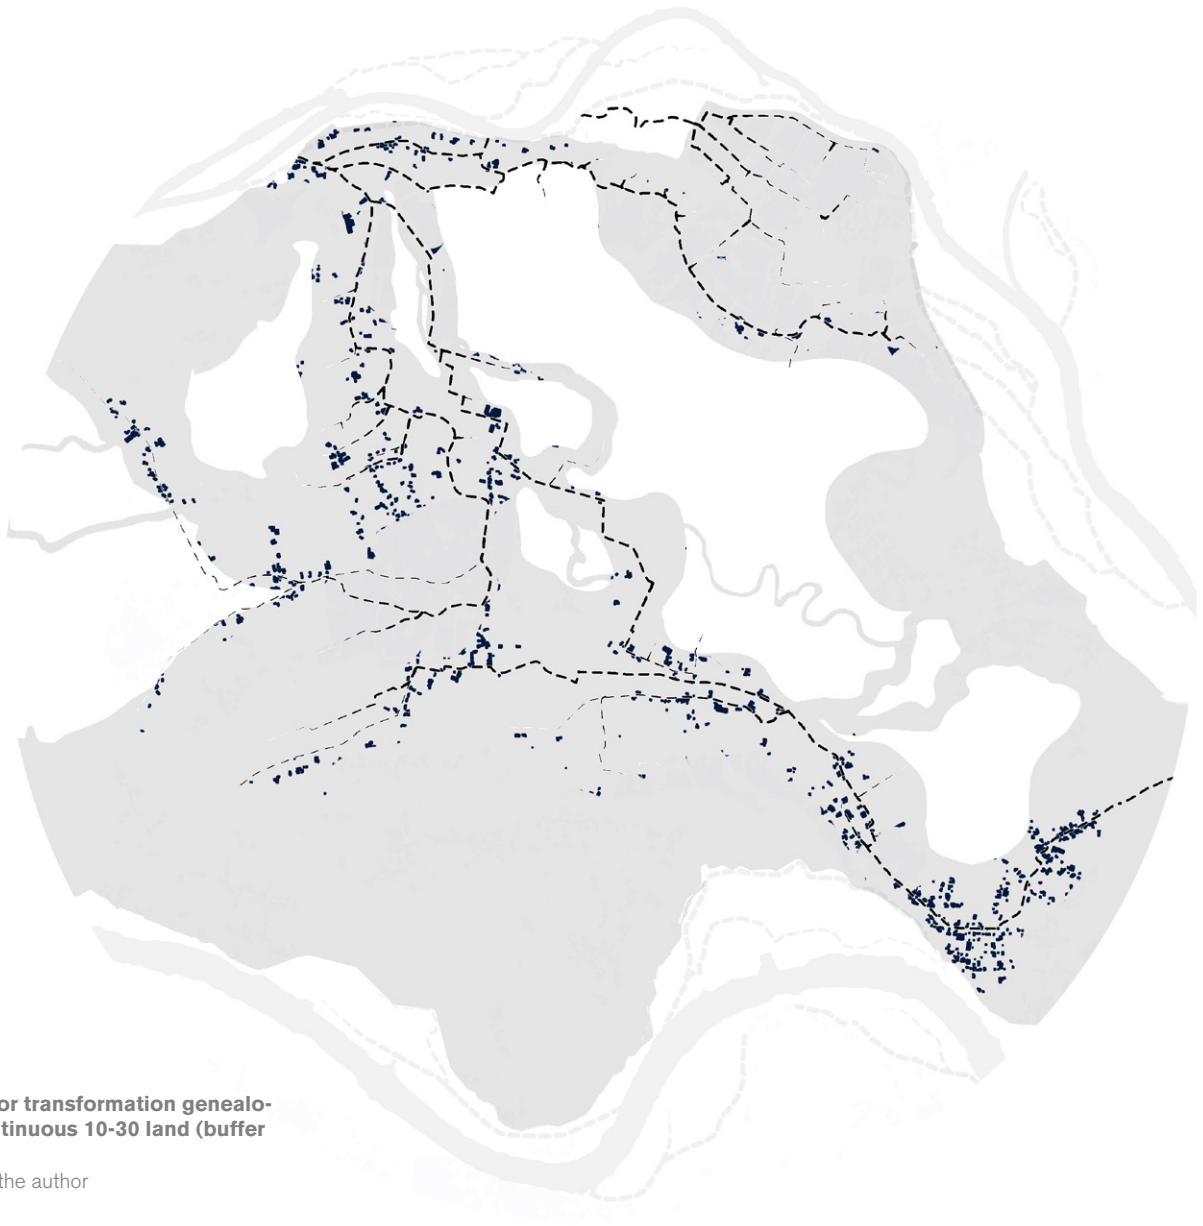 or transformation genealo-
tinuous 10-30 land (buffer
the author